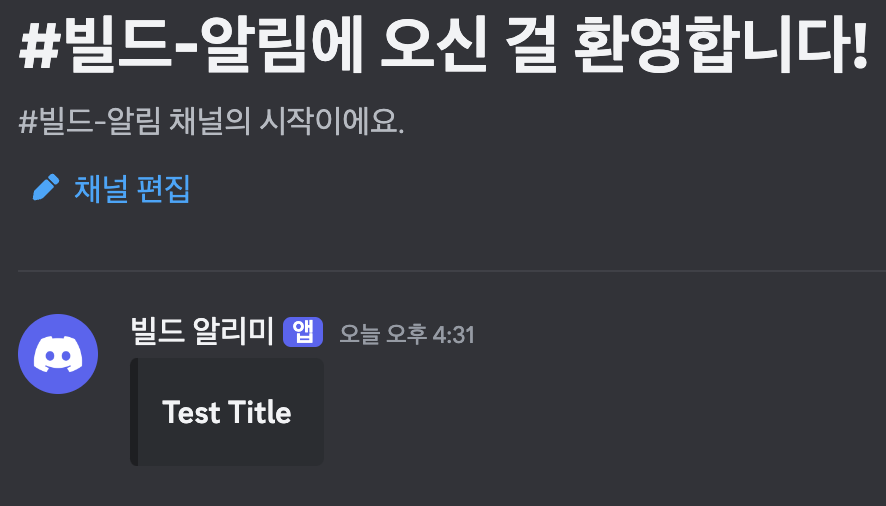 #빌드-알림에 오신 걸 환영합니다!
#빌드-알림 채널의 시작이에요.
채널 편집
빌드 알리미 앱 오늘 오후 4:31
Test Title